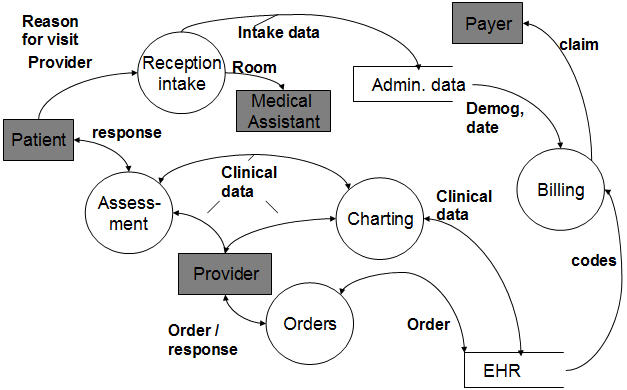 Reason
for visit
Provider
Intake data
Payer
claim
Reception
intake
Room
Admin. data
Medical
Assistant
Demog,
date
Patient
response
Clinical
data
Assess-
ment
Charting
Clinical
data
Billing
Provider
codes
Order /
response
Orders
Order
EHR